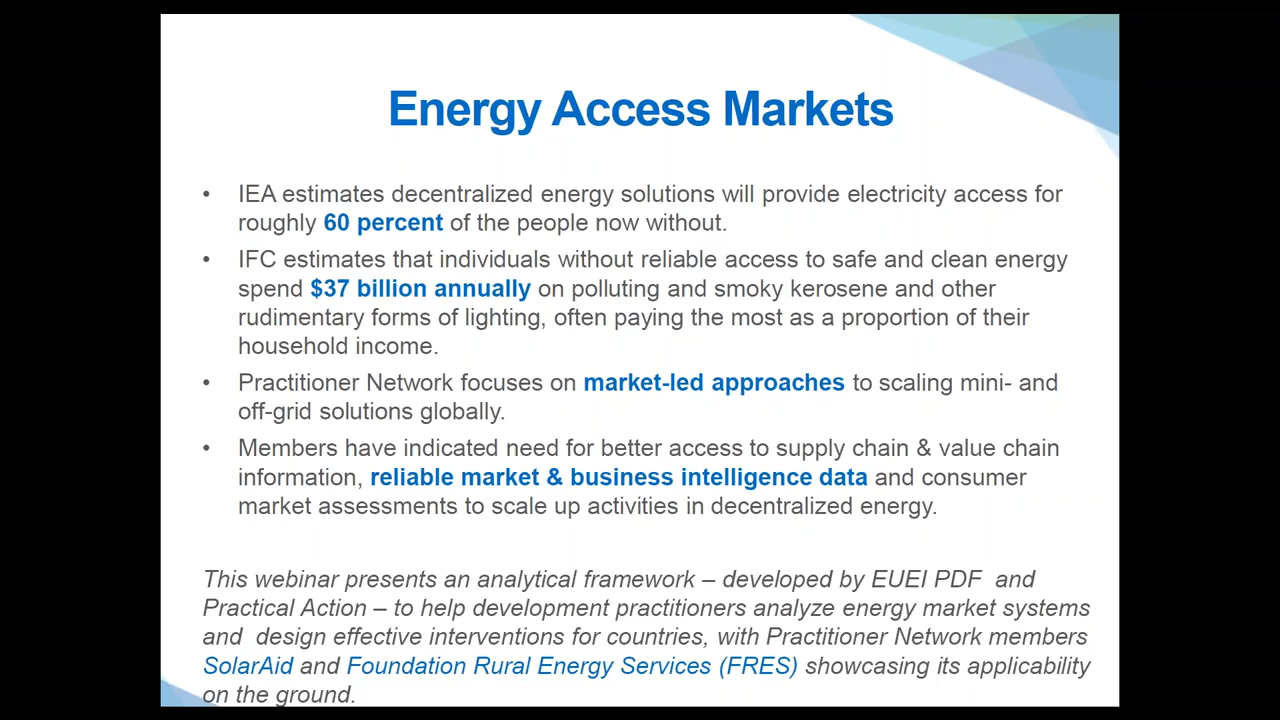 Energy Access Markets
• IEA estimates decentralized energy solutions will provide electricity access for
roughly 60 percent of the people now without.
• IFC estimates that individuals without reliable access to safe and clean energy
spend $37 billion annually on polluting and smoky kerosene and other
rudimentary forms of lighting, often paying the most as a proportion of their
household income.
• Practitioner Network focuses on market-led approaches to scaling mini- and
off-grid solutions globally.
• Members have indicated need for better access to supply chain & value chain
information, reliable market & business intelligence data and consumer
market assessments to scale up activities in decentralized energy.
This webinar presents an analytical framework – developed by EUEI PDF and
Practical Action – to help development practitioners analyze energy market systems
and design effective interventions for countries, with Practitioner Network members
SolarAid and Foundation Rural Energy Services (FRES) showcasing its applicability
on the ground.